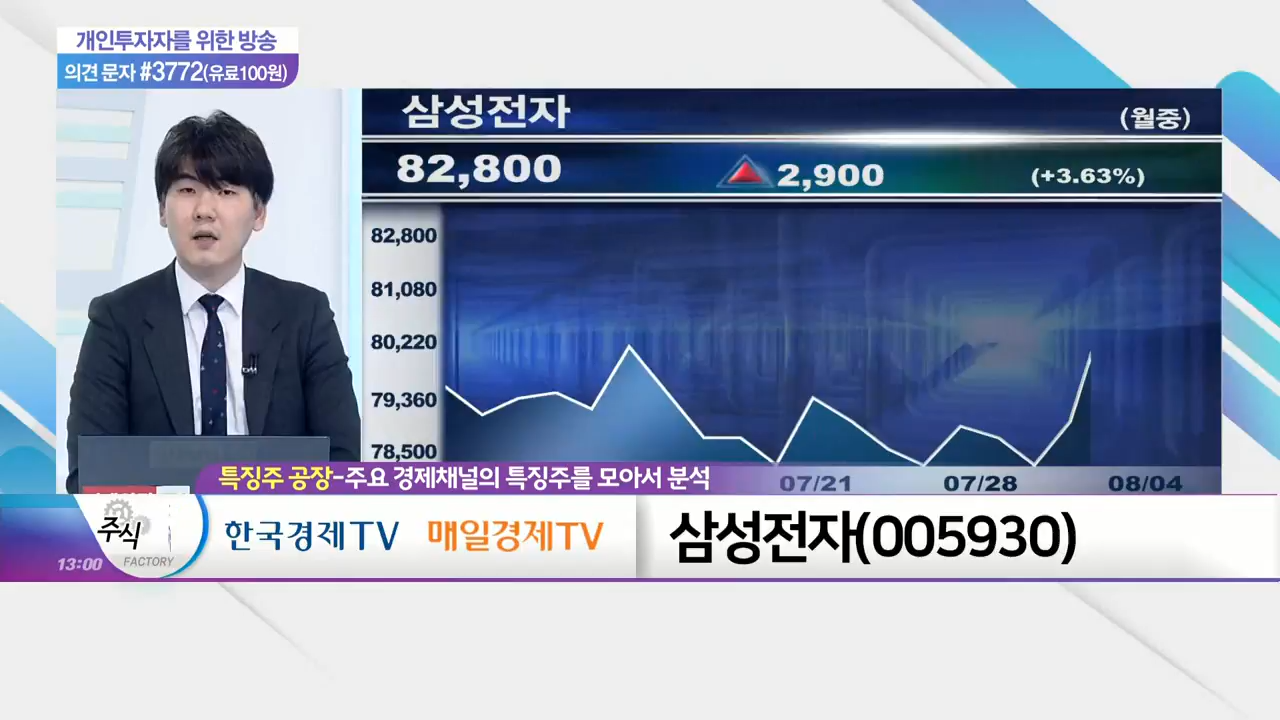 개인투자자를 위한 방송
의견 문자 #3772(유료100원)
삼성전자
(월중)
82,800
2,900
(+3.63%)
82,800
81,080
80,220
79,360
78,500
07/21
07/28
08/04
특징주 공장-주요 경제채널의 특징주를 모아서 분석
주식
FACTORY
13:00
한국경제TV
매일경제TV
삼성전자(005930)